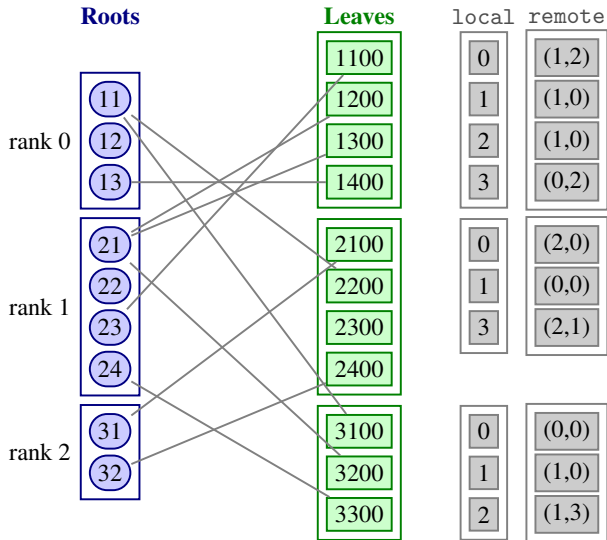 Roots Leaves local remote
1100 0 (1,2)
11 1200 1 (1,0)
rank 0 12 1300 2 (1,0)
13 1400 3 (0,2)
21 2100 0 (2,0)
22 2200 1 (0,0)
rank 1 23 2300 3 (2,1)
24 2400
31 3100 0 (0,0)
rank 2 32 3200 1 (1,0)
3300 2 (1,3)